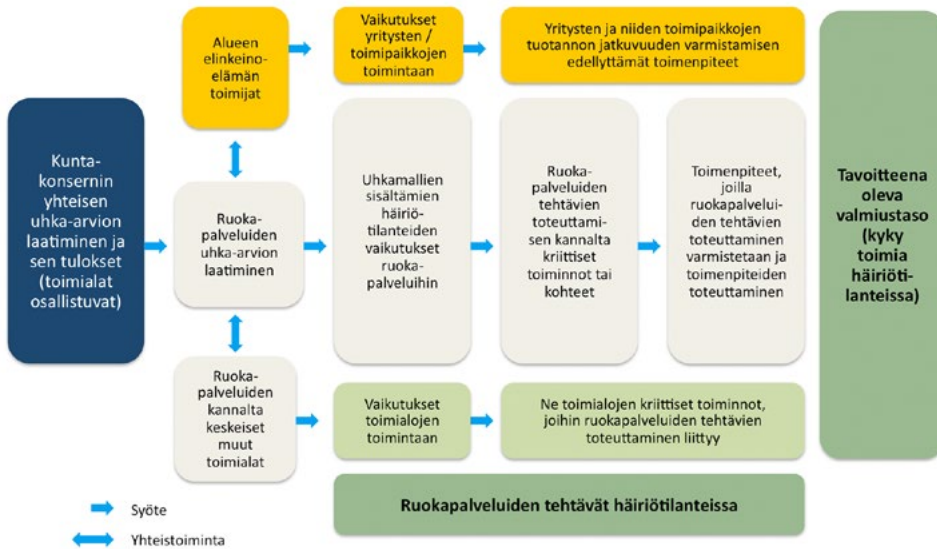 Kunta-
konsernin
yhteisen
uhka-arvion
laatiminen ja
sen tulokset
(toimialat
osallistuvat)
Alueen
elinkeino-
elämän
toimijat
Vaikutukset
yritysten /
toimipaikkojen
toimintaan
Yritysten ja niiden toimipaikkojen
tuotannon jatkuvuuden varmistamisen
edellyttämät toimenpiteet
Ruoka-
palveluiden
uhka-arvion
laatiminen
Uhkamallien
sisältämien
häiriö-
tilanteiden
vaikutukset
ruoka-
palveluihin
Ruoka-
palveluiden
tehtävien
toteuttami-
sen kannalta
kriittiset
toiminnot tai
kohteet
Toimenpiteet,
joilla
ruokapalvelui-
den tehtävien
toteuttaminen
varmistetaan ja
toimenpiteiden
toteuttaminen
Ruoka-
palveluiden
kannalta
keskeiset
muut
toimialat
Vaikutukset
toimialojen
toimintaan
Ne toimialojen kriittiset toiminnot,
joihin ruokapalveluiden tehtävien
toteuttaminen liittyy
Tavoitteena
oleva
valmiustaso
(kyky
toimia
häiriöti-
lanteissa)
Ruokapalveluiden tehtävät häiriötilanteissa
Syöte
Yhteistoiminta